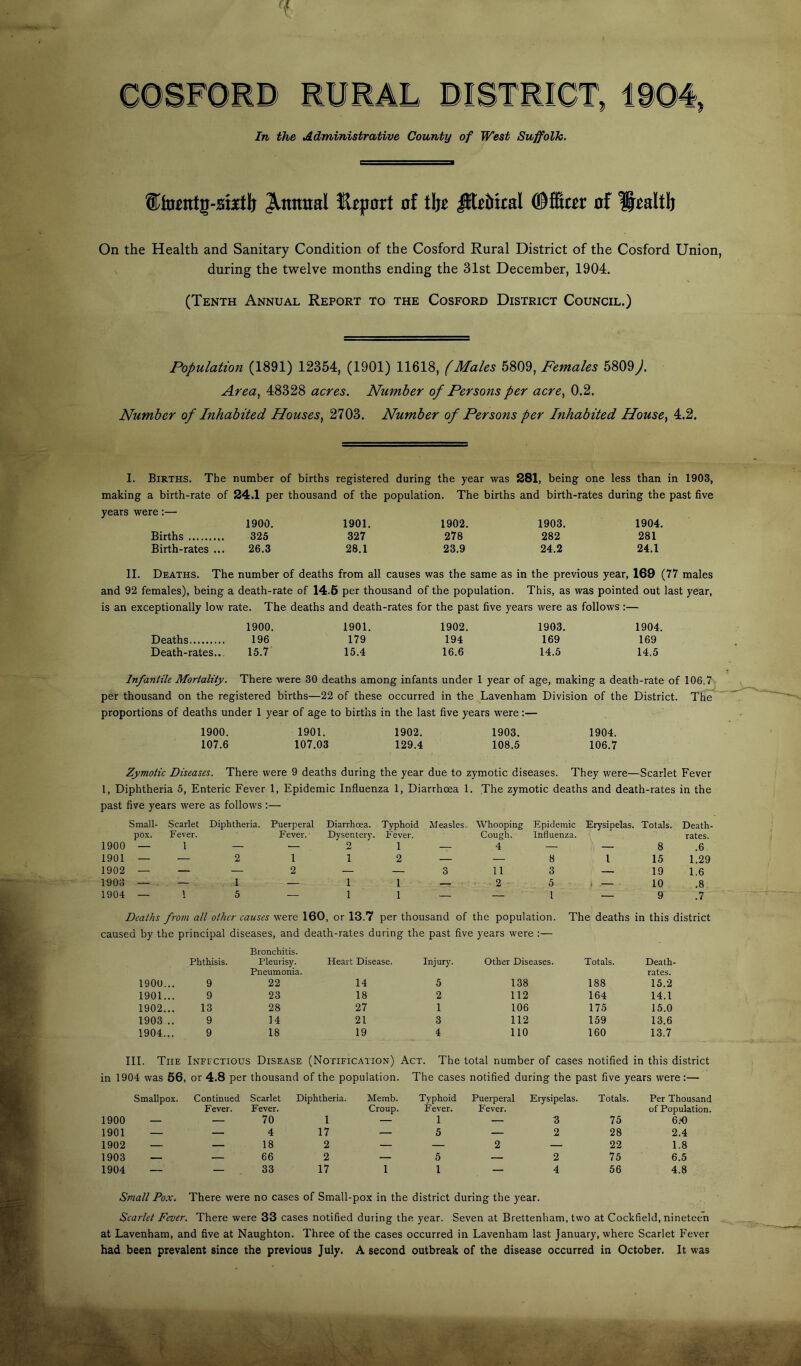 COSFORD RURAL DISTRICT, 1904,
In the Administrative County of West Suffolk.
Twenty-sixth Annual Report of the Medical Officer of Health
On the Health and Sanitary Condition of the Cosford Rural District of the Cosford Union,
during the twelve months ending the 31st December, 1904.
(Tenth Annual Report to the Cosford District Council.)
Population (1891) 12354, (1901) 11618, (Males 5809, Females 5809).
Area, 48328 acres. Number of Persons per acre, 0.2.
Number of Inhabited Houses, 2703. Number of Persons per Inhabited House, 4.2.
I. Births. The number of births registered during the year was 281, being one less than in 1903,
making a birth-rate of 24.1 per thousand of the population. The births and birth-rates during the past five
years were :—
1900. 1901. 1902. 1903. 1904.
Births ......... 325 327 278 282 281
Birth-rates ... 26.3 28.1 23.9 24.2 24.1
II. Deaths. The number of deaths from all causes was the same as in the previous year, 169 (77 males
and 92 females), being a death-rate of 14.5 per thousand of the population. This, as was pointed out last year,
is an exceptionally low rate. The deaths and death-rates for the past five years were as follows :—
1900. 1901. 1902. 1903. 1904.
Deaths......... 196 179 194 169 169
Death-rates... 15.7 15.4 16.6 14.5 14.5
Infantile Mortality. There were 30 deaths among infants under 1 year of age, making a death-rate of 106.7
per thousand on the registered births—22 of these occurred in the Lavenham Division of the District. The
proportions of deaths under 1 year of age to births in the last five years were :—
1900. 1901. 1902. 1903. 1904.
107.6 107.03 129.4 108.5 106.7
Zymotic Diseases. There were 9 deaths during the year due to zymotic diseases. They were—Scarlet Fever
1, Diphtheria 5, Enteric Fever 1, Epidemic Influenza 1, Diarrhœa 1. The zymotic deaths and death-rates in the
past five years were as follows :—
Small- Scarlet Diphtheria. Puerperal Diarrhœa. Typhoid Measles. Whooping Epidemic Erysipelas. Totals. Death-
pox. Fever. Fever. Dysentery. Fever. Cough. Influenza. rates.
1900 — 1 — — 2 1 — 4 — — 8 .6
1901 — — 2 1 1 2 — — 8 1 15 1.29
1902 — — — 2 — — 3 11 3 — 19 1.6
1903 — — 1 — 1 1 — 2 5 — 10 .8
1904 — 1 5 — 1 1 — — 1 — 9 .7
Deaths from all other causes were 160, or 13.7 per thousand of the population. The deaths in this district
caused by the principal diseases, and death-rates during the past five years were :—
Bronchitis.
Phthisis. Pleurisy. Heart Disease. Injury. Other Diseases. Totals. Death-
Pneumonia. rates.
1900... 9 22 14 5 138 188 15.2
1901... 9 23 18 2 112 164 14.1
1902... 13 28 27 1 106 175 15.0
1903 .. 9 14 21 3 112 159 13.6
1904... 9 18 19 4 110 160 13.7
III. The Infectious Disease (Notification) Act. The total number of cases notified in this district
in 1904 was 56, or 4.8 per thousand of the population. The cases notified during the past five years were :—
Smallpox. Continued Scarlet Diphtheria. Memb. Typhoid Puerperal Erysipelas. Totals. Per Thousand
Fever. Fever. Croup. Fever. Fever. of Population.
1900 — — 70 1 — 1 — 3 75 6.0
1901 — — 4 17 — 5 — 2 28 2.4
1902 — — 18 2 — — 2 — 22 1.8
1903 — — 66 2 — 5 — 2 75 6.5
1904 — — 33 17 1 1 — 4 56 4.8
Small Pox. There were no cases of Small-pox in the district during the year.
Scarlet Fever. There were 33 cases notified during the year. Seven at Brettenham, two at Cockfield, nineteen
at Lavenham, and five at Naughton. Three of the cases occurred in Lavenham last January, where Scarlet Fever
had been prevalent since the previous July. A second outbreak of the disease occurred in October. It was